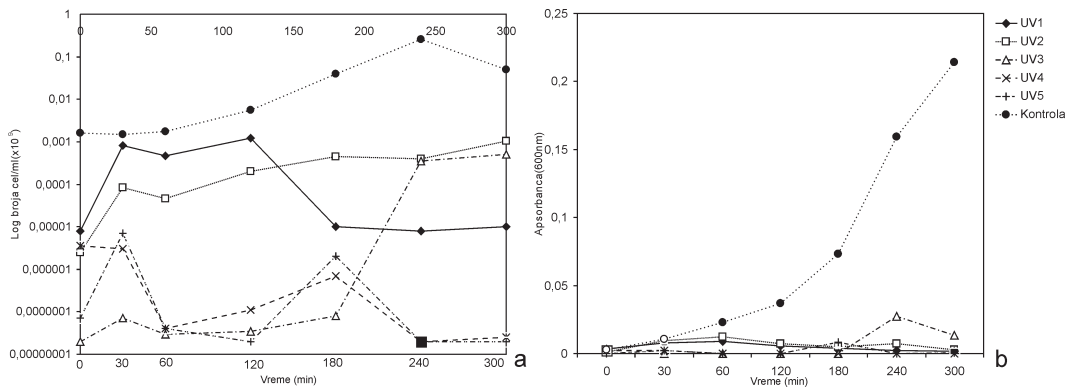 1
0 50 100 150 200 250 300
0,1
0,01
0,001
0,0001
0,00001
0,000001
0,0000001
0,00000001
Log broja cel/ml(x10⁹)
0 30 60 120 180 240 300
Vreme (min)
a
0,25
0,2
0,15
0,1
0,05
0
Apsorbanca(600nm)
0 30 60 120 180 240 300
Vreme (min)
b
UV1
UV2
UV3
UV4
UV5
Kontrola